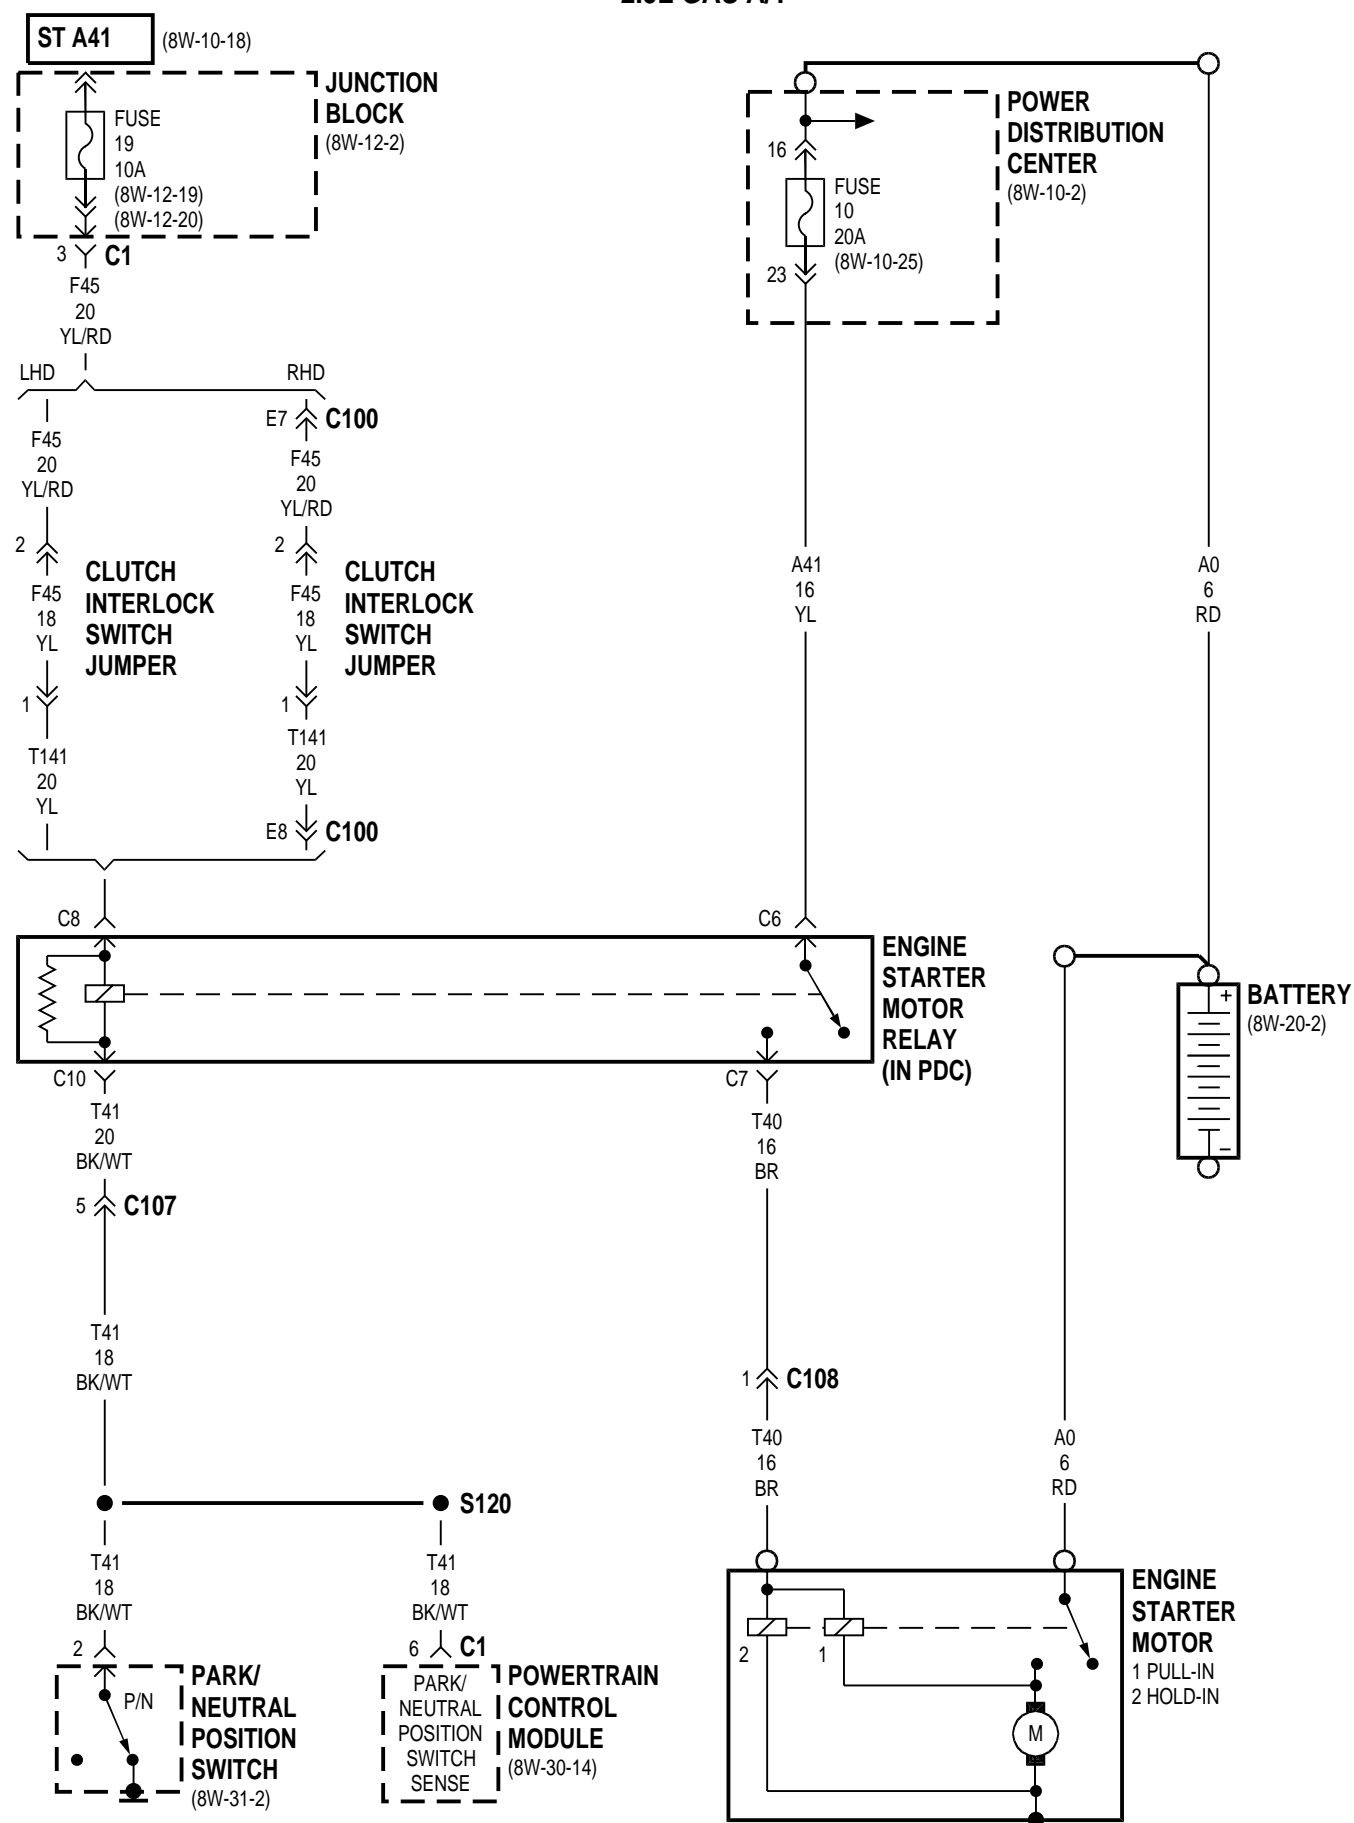 ST A41
(8W-10-18)
JUNCTION
BLOCK
(8W-12-2)
FUSE
19
10A
(8W-12-19)
(8W-12-20)
3
C1
F45
20
YL/RD
LHD
RHD
F45
20
YL/RD
E7
C100
F45
20
YL/RD
2
CLUTCH
INTERLOCK
SWITCH
JUMPER
F45
18
YL
1
T141
20
YL
2
CLUTCH
INTERLOCK
SWITCH
JUMPER
F45
18
YL
1
T141
20
YL
E8
C100
POWER
DISTRIBUTION
CENTER
(8W-10-2)
16
FUSE
10
20A
(8W-10-25)
23
A41
16
YL
A0
6
RD
C8
C6
ENGINE
STARTER
MOTOR
RELAY
(IN PDC)
+
BATTERY
(8W-20-2)
–
C10
T41
20
BK/WT
5
C107
T41
18
BK/WT
C7
T40
16
BR
1
C108
T40
16
BR
A0
6
RD
S120
T41
18
BK/WT
T41
18
BK/WT
2
P/N
PARK/
NEUTRAL
POSITION
SWITCH
(8W-31-2)
6
C1
PARK/
NEUTRAL
POSITION
SWITCH
SENSE
POWERTRAIN
CONTROL
MODULE
(8W-30-14)
2
1
M
ENGINE
STARTER
MOTOR
1 PULL-IN
2 HOLD-IN